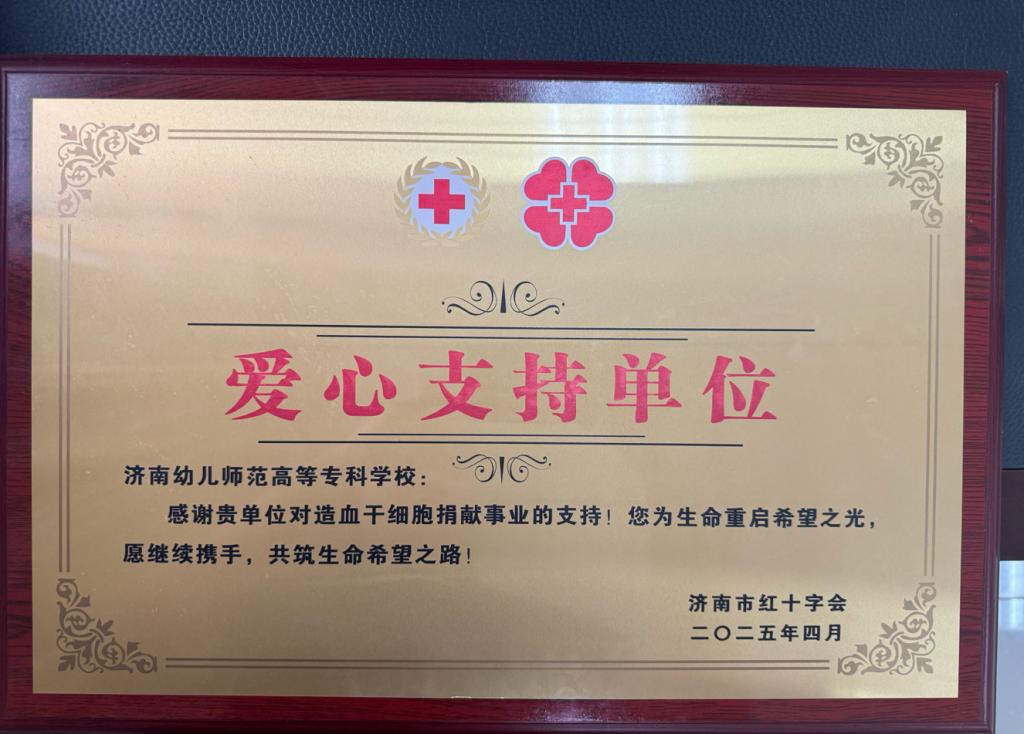 爱心支持单位
济南幼儿师范高等专科学校：
感谢贵单位对造血干细胞捐献事业的支持！您为生命重启希望之光，
愿继续携手，共筑生命希望之路！
济南市红十字会
二〇二五年四月